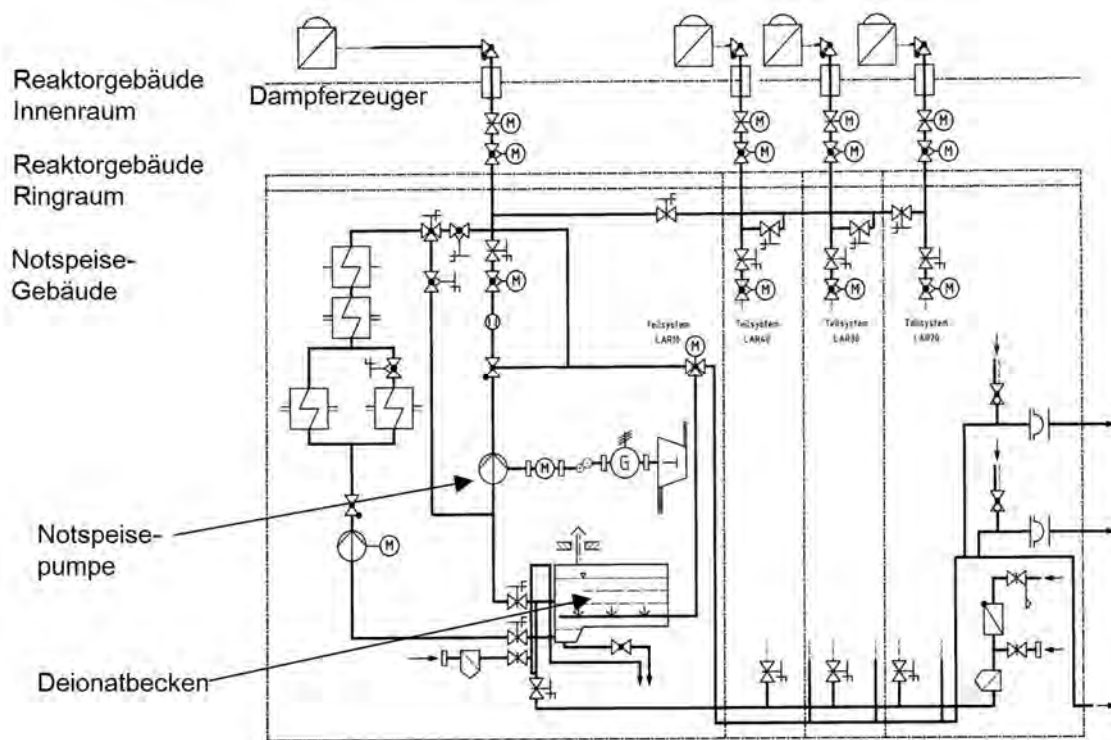 Reaktorgebäude
Innenraum
Dampferzeuger
Reaktorgebäude
Ringraum
Notspeise-
Gebäude
M
M
M
M
M
M
M
M
M
M
M
M
Teilsystem
LAR10
M
Teilsystem
LAR40
Teilsystem
LAR30
Teilsystem
LAR20
M
G
Notspeise-
pumpe
M
Deionatbecken